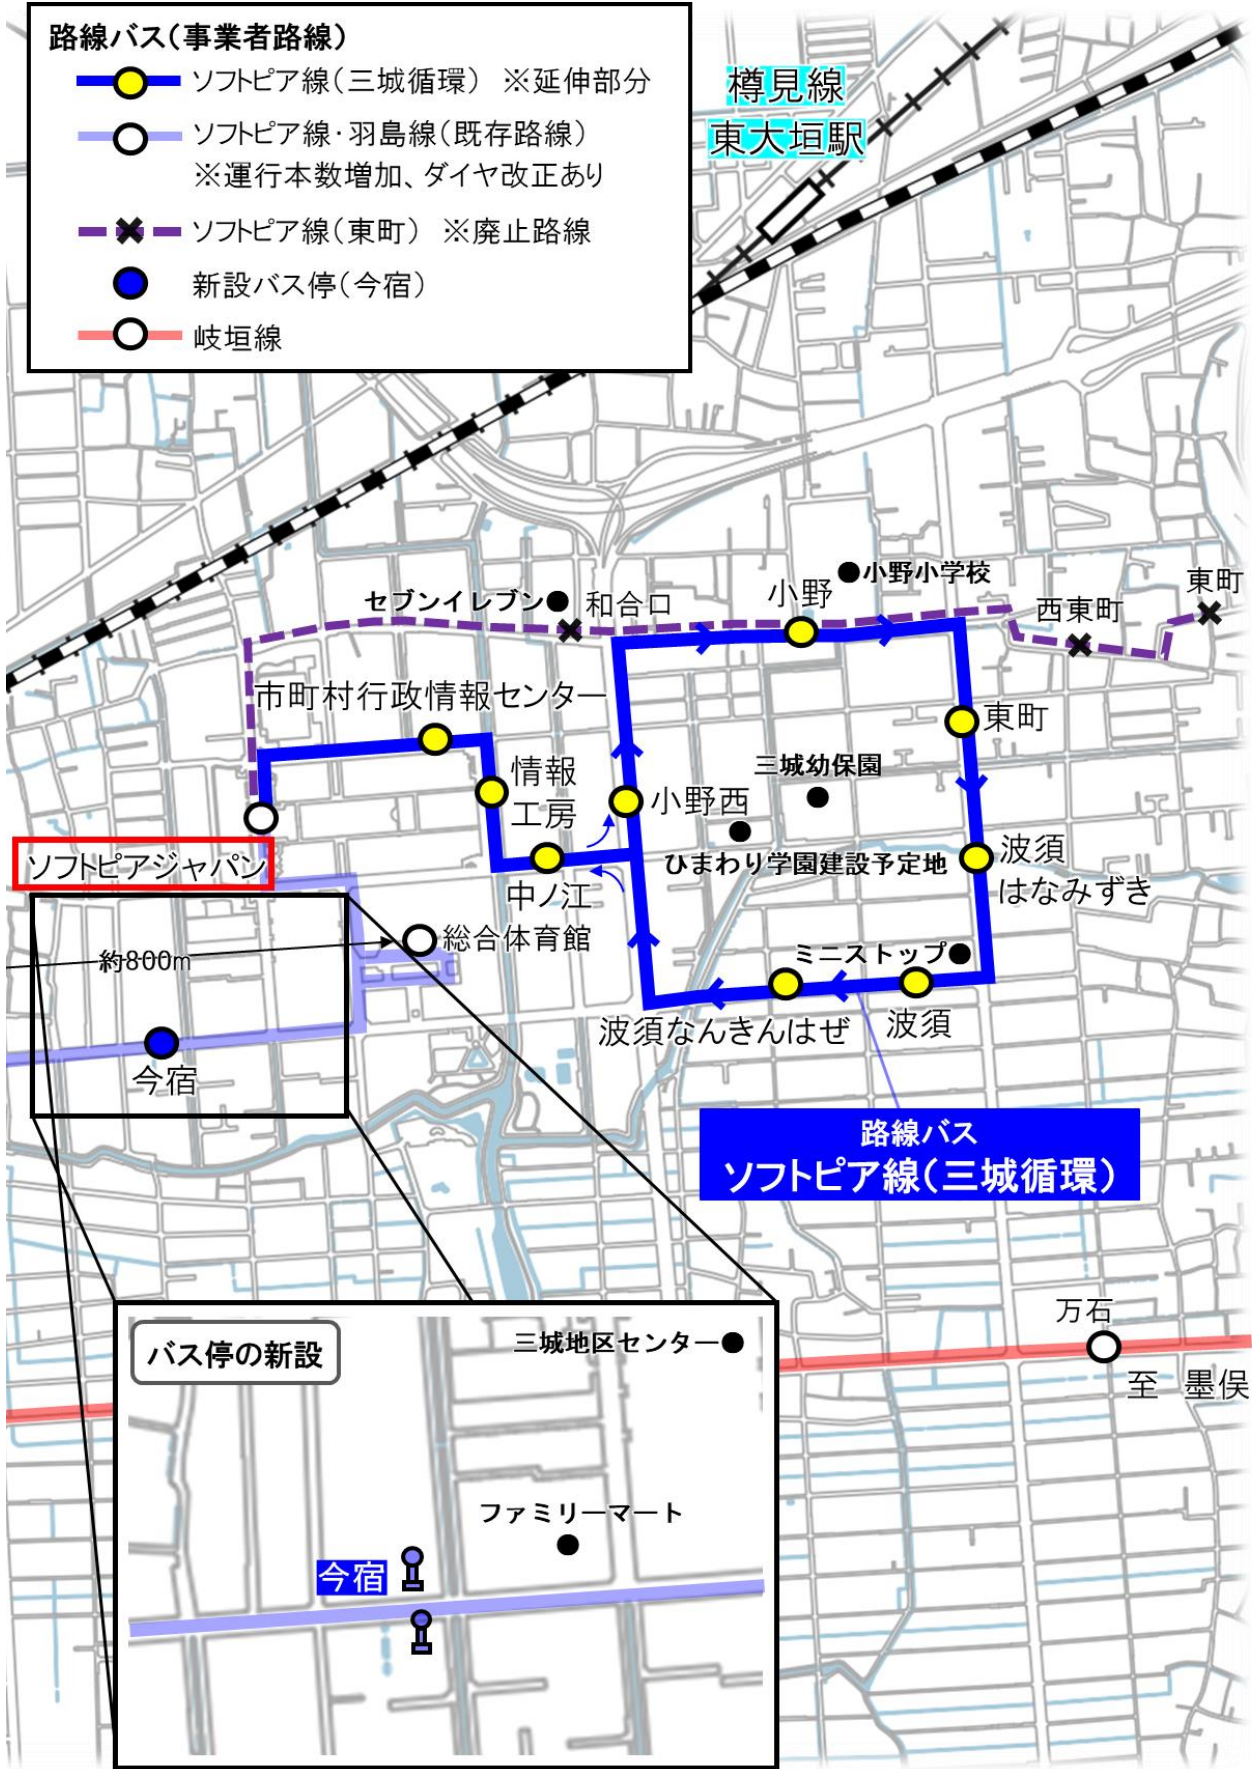 路線バス(事業者路線)
ソフトピア線(三城循環) ※延伸部分
ソフトピア線・羽島線(既存路線)
※運行本数増加、ダイヤ改正あり
ソフトピア線(東町) ※廃止路線
新設バス停(今宿)
岐垣線
樽見線
東大垣駅
小野小学校
東町
セブンイレブン
和合口
小野
西東町
市町村行政情報センター
東町
情報
工房
三城幼保園
小野西
ひまわり学園建設予定地
波須
はなみずき
ソフトピアジャパン
中ノ江
総合体育館
約800m
ミニストップ
波須なんきんはぜ
波須
今宿
路線バス
ソフトピア線(三城循環)
万石
至 墨俣
バス停の新設
三城地区センター
ファミリーマート
今宿